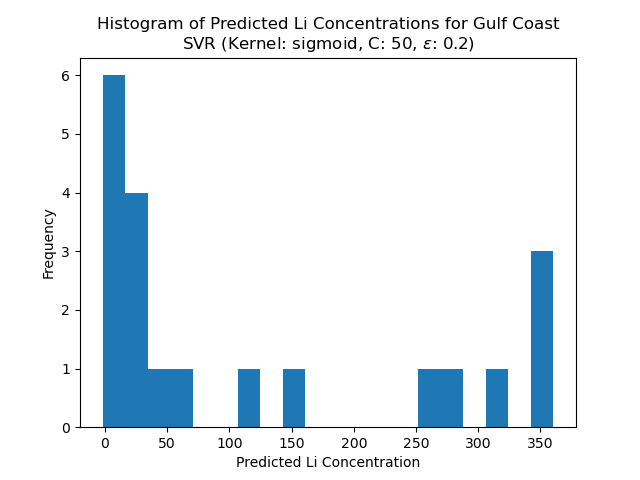 Histogram of Predicted Li Concentrations for Gulf Coast
SVR (Kernel: sigmoid, C: 50, ε: 0.2)
6
5
4
3
2
1
0
Frequency
0 50 100 150 200 250 300 350
Predicted Li Concentration